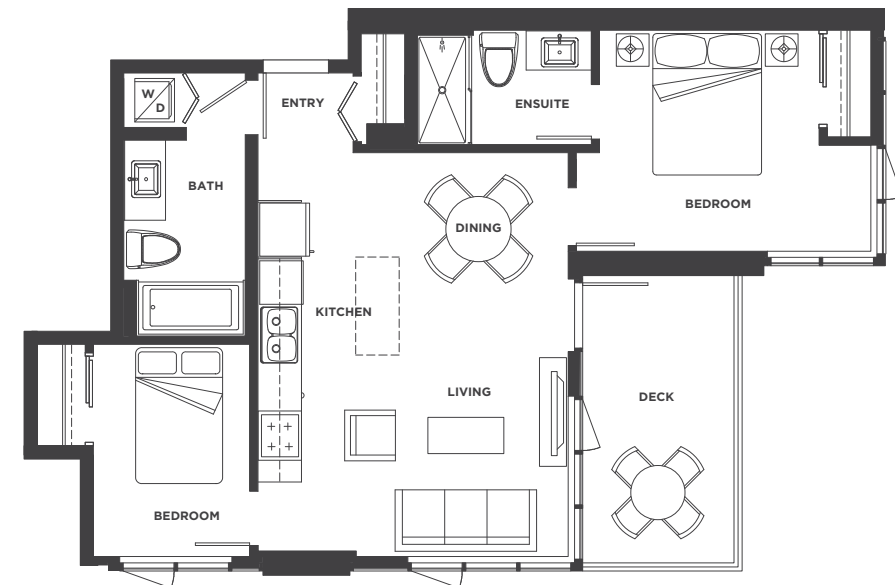 ENTRY
W
D
ENSUITE
BATH
BEDROOM
DINING
KITCHEN
LIVING
DECK
BEDROOM